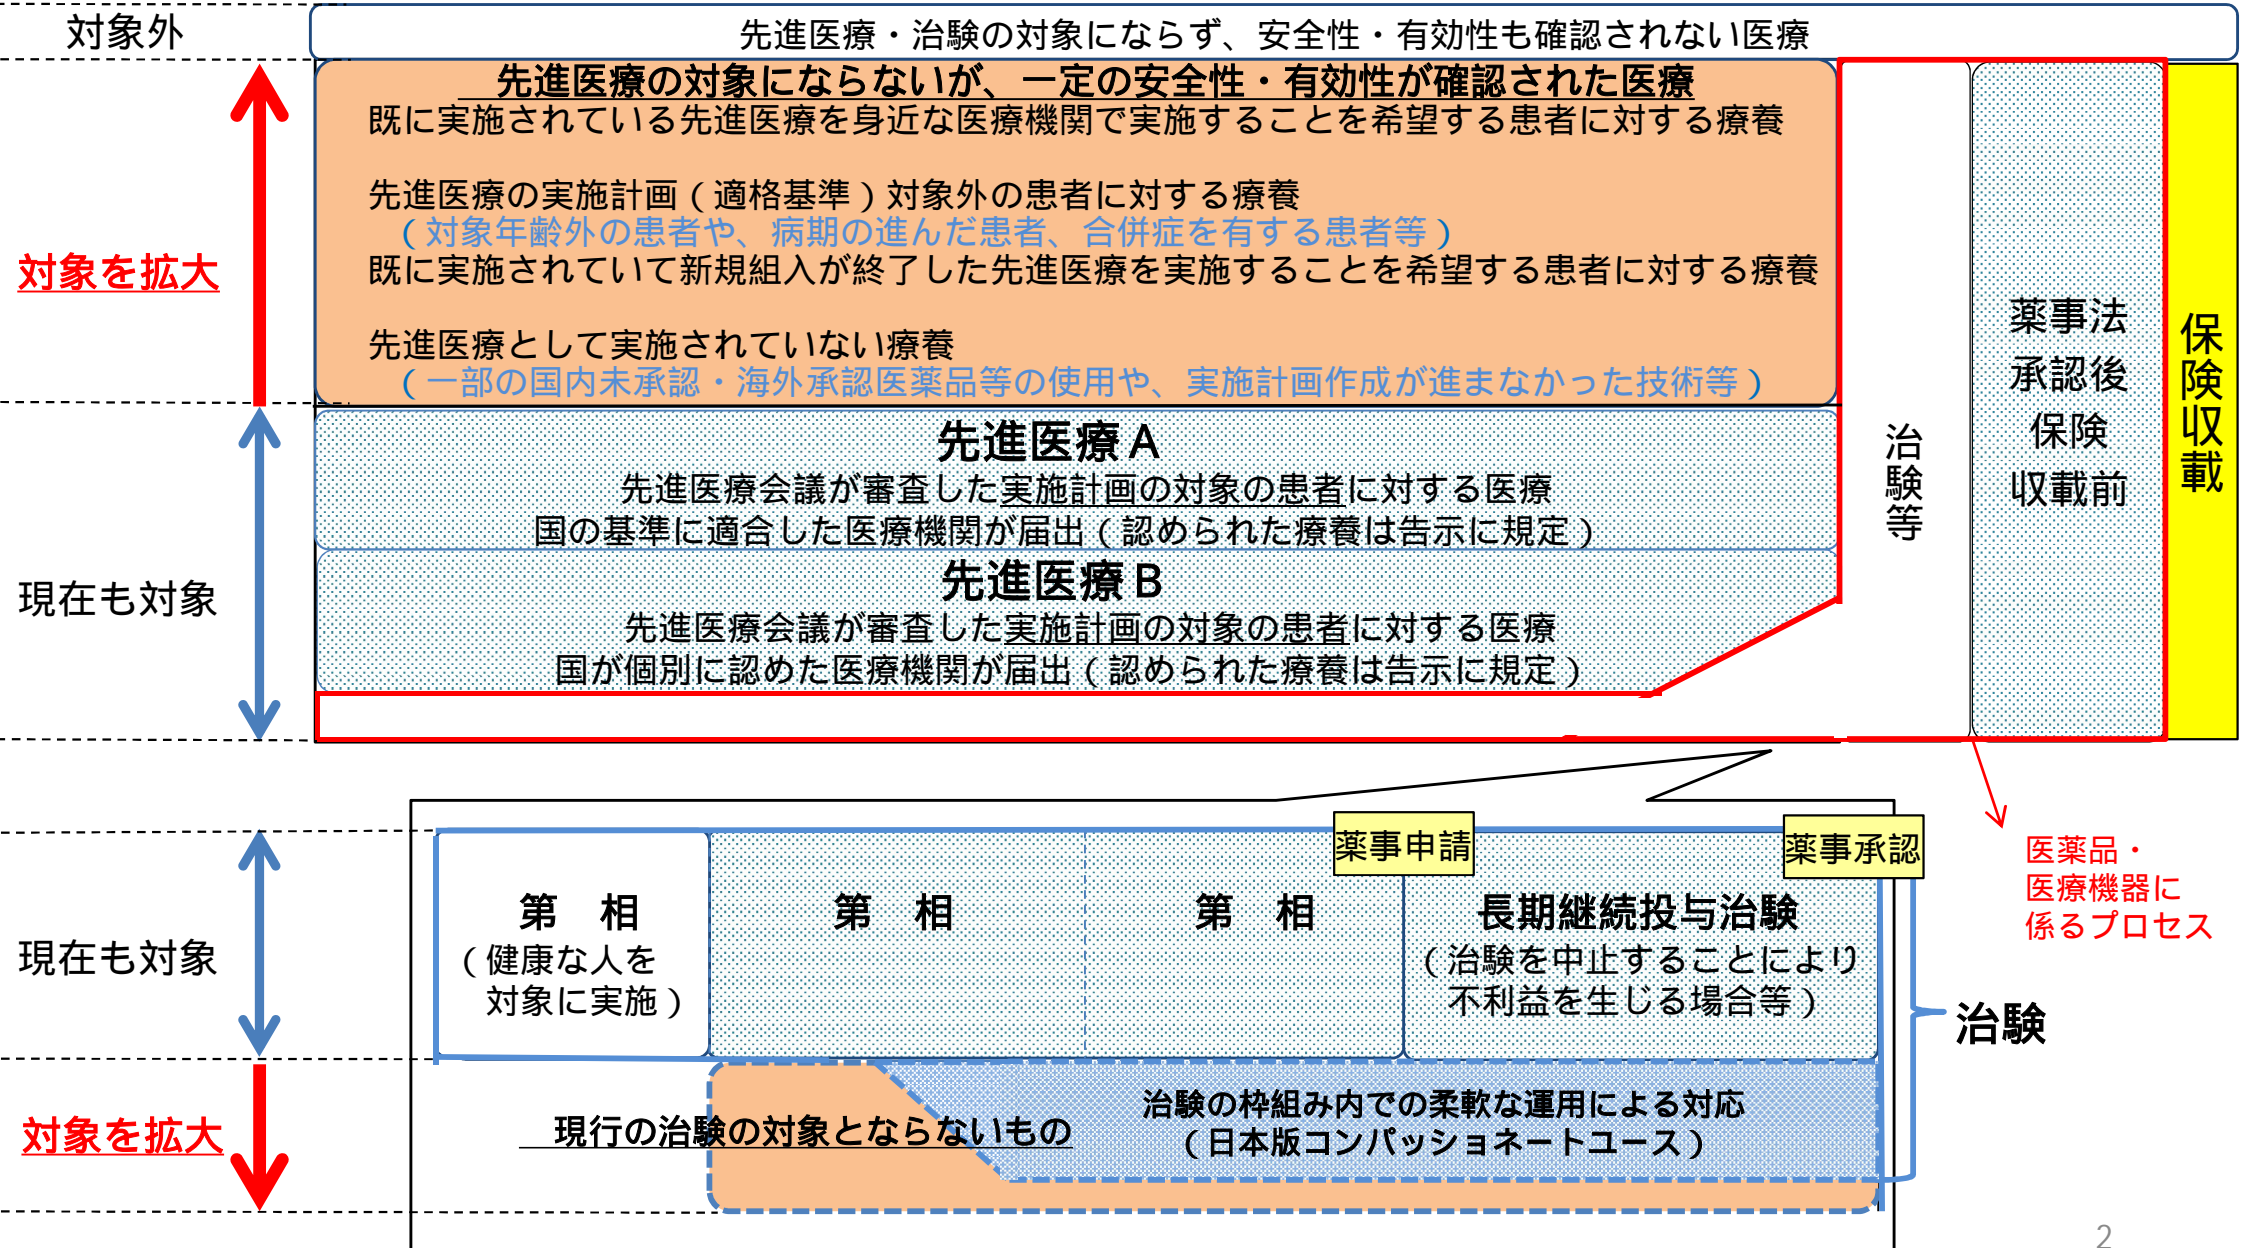 対象外
先進医療・治験の対象にならず、安全性・有効性も確認されない医療
先進医療の対象にならないが、一定の安全性・有効性が確認された医療
既に実施されている先進医療を身近な医療機関で実施することを希望する患者に対する療養
先進医療の実施計画(適格基準)対象外の患者に対する療養
(対象年齢外の患者や、病期の進んだ患者、合併症を有する患者等)
既に実施されていて新規組入が終了した先進医療を実施することを希望する患者に対する療養
先進医療として実施されていない療養
(一部の国内未承認・海外承認医薬品等の使用や、実施計画作成が進まなかった技術等)
対象を拡大
先進医療A
先進医療会議が審査した実施計画の対象の患者に対する医療
国の基準に適合した医療機関が届出(認められた療養は告示に規定)
先進医療B
先進医療会議が審査した実施計画の対象の患者に対する医療
国が個別に認めた医療機関が届出(認められた療養は告示に規定)
現在も対象
治験等
薬事法
承認後
保険
収載前
保険収載
薬事申請
薬事承認
医薬品・
医療機器に
係るプロセス
現在も対象
第 相
(健康な人を
対象に実施)
第 相
第 相
長期継続投与治験
(治験を中止することにより
不利益を生じる場合等)
治験
対象を拡大
現行の治験の対象とならないもの
治験の枠組み内での柔軟な運用による対応
(日本版コンパッショネートユース)
2